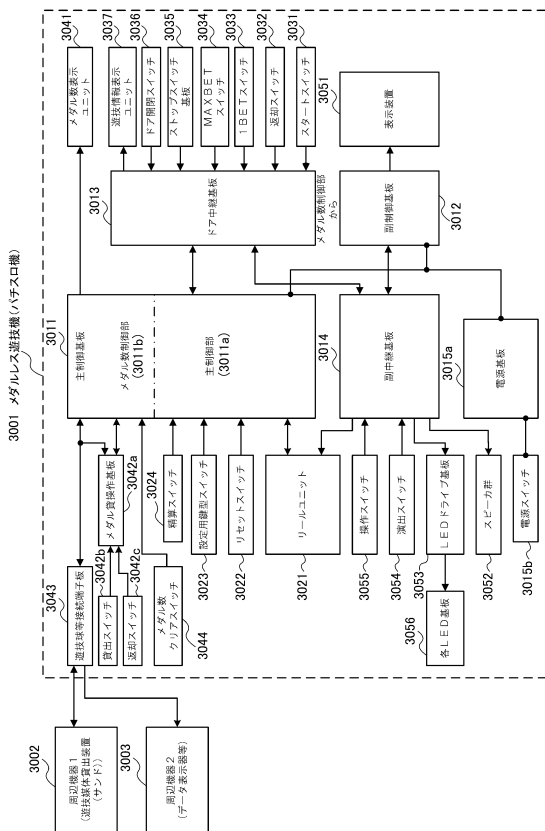 3001 メダルレス遊技機(パチスロ機)
3002
周辺機器1
(遊技媒体貸出装置
(サンド))
3003
周辺機器2
(データ表示器等)
3043
遊技球等接続端子板
3042b
貸出スイッチ
返却スイッチ
3042c
メダル貸操作基板
3042a
メダル数
クリアスイッチ
3044
3024
精算スイッチ
設定用鍵型スイッチ
3023
リセットスイッチ
3022
リールユニット
3021
操作スイッチ
3055
演出スイッチ
3054
LEDドライブ基板
3053
スピーカ群
3052
各LED基板
3056
電源スイッチ
3015b
3011
主制御基板
メダル数制御部
(3011b)
主制御部
(3011a)
3014
副中継基板
3015a
電源基板
3013
ドア中継基板
メダル数制御部
から
副制御基板
3012
3051
表示装置
メダル数表示
ユニット
3041
遊技情報表示
ユニット
3037
ドア開閉スイッチ
3036
ストップスイッチ
基板
3035
MAXBET
スイッチ
3034
1BETスイッチ
3033
返却スイッチ
3032
スタートスイッチ
3031